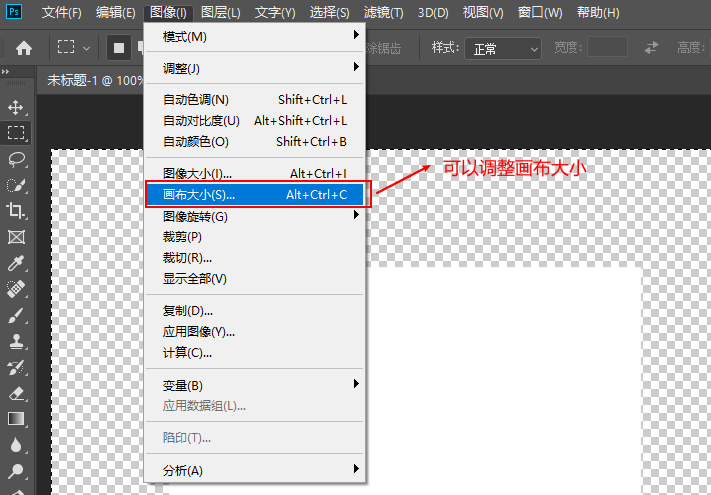 Ps 文件(F) 编辑(E) 图像(I) 图层(L) 文字(Y) 选择(S) 滤镜(T) 3D(D) 视图(V) 窗口(W) 帮助(H)
除锯齿 样式: 正常 宽度: 高度:
未标题-1 @ 100%
模式(M)
调整(J)
自动色调(N) Shift+Ctrl+L
自动对比度(U) Alt+Shift+Ctrl+L
自动颜色(O) Shift+Ctrl+B
图像大小(I)... Alt+Ctrl+I
画布大小(S)... Alt+Ctrl+C
可以调整画布大小
图像旋转(G)
裁剪(P)
裁切(R)...
显示全部(V)
复制(D)...
应用图像(Y)...
计算(C)...
变量(B)
应用数据组(L)...
陷印(T)...
分析(A)